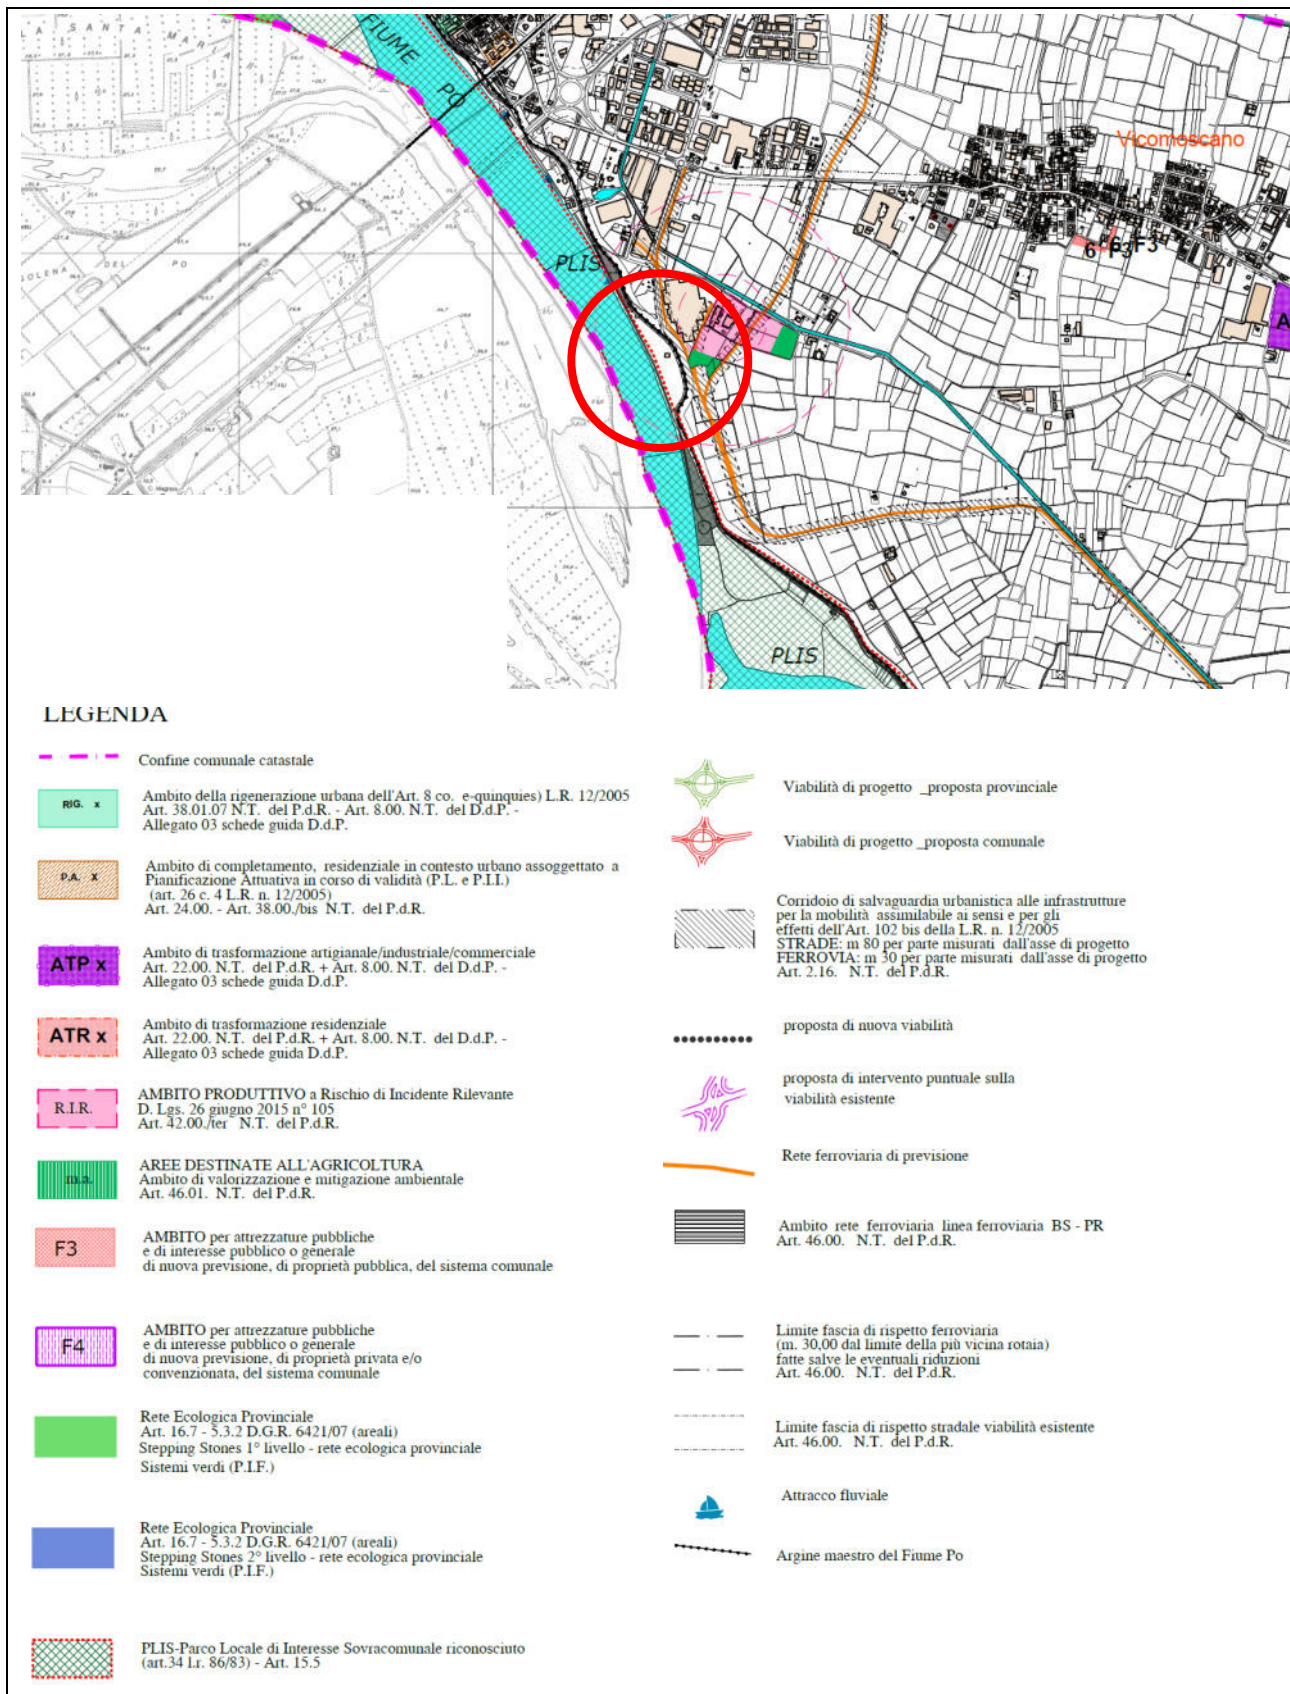 A SANTA MARIA
FIUME
PO
Vicomoscano
ISOLENA DEL PO
PLIS
6 F3
6 F3
A
PLIS
LEGENDA
Confine comunale catastale
RIG. x
Ambito della rigenerazione urbana dell'Art. 8 co. e-quinquies) L.R. 12/2005
Art. 38.01.07 N.T. del P.d.R. - Art. 8.00. N.T. del D.d.P. -
Allegato 03 schede guida D.d.P.
P.A. X
Ambito di completamento, residenziale in contesto urbano assoggettato a
Pianificazione Attuativa in corso di validità (P.L. e P.I.I.)
(art. 26 c. 4 L.R. n. 12/2005)
Art. 24.00. - Art. 38.00./bis N.T. del P.d.R.
ATP x
Ambito di trasformazione artigianale/industriale/commerciale
Art. 22.00. N.T. del P.d.R. + Art. 8.00. N.T. del D.d.P. -
Allegato 03 schede guida D.d.P.
ATR x
Ambito di trasformazione residenziale
Art. 22.00. N.T. del P.d.R. + Art. 8.00. N.T. del D.d.P. -
Allegato 03 schede guida D.d.P.
R.I.R.
AMBITO PRODUTTIVO a Rischio di Incidente Rilevante
D. Lgs. 26 giugno 2015 n° 105
Art. 42.00./ter N.T. del P.d.R.
m.a.
AREE DESTINATE ALL'AGRICOLTURA
Ambito di valorizzazione e mitigazione ambientale
Art. 46.01. N.T. del P.d.R.
F3
AMBITO per attrezzature pubbliche
e di interesse pubblico o generale
di nuova previsione, di proprietà pubblica, del sistema comunale
F4
AMBITO per attrezzature pubbliche
e di interesse pubblico o generale
di nuova previsione, di proprietà privata e/o
convenzionata, del sistema comunale
Rete Ecologica Provinciale
Art. 16.7 - 5.3.2 D.G.R. 6421/07 (areali)
Stepping Stones 1° livello - rete ecologica provinciale
Sistemi verdi (P.I.F.)
Rete Ecologica Provinciale
Art. 16.7 - 5.3.2 D.G.R. 6421/07 (areali)
Stepping Stones 2° livello - rete ecologica provinciale
Sistemi verdi (P.I.F.)
PLIS-Parco Locale di Interesse Sovracomunale riconosciuto
(art.34 l.r. 86/83) - Art. 15.5
Viabilità di progetto _proposta provinciale
Viabilità di progetto _proposta comunale
Corridoio di salvaguardia urbanistica alle infrastrutture
per la mobilità assimilabile ai sensi e per gli
effetti dell'Art. 102 bis della L.R. n. 12/2005
STRADE: m 80 per parte misurati dall'asse di progetto
FERROVIA: m 30 per parte misurati dall'asse di progetto
Art. 2.16. N.T. del P.d.R.
proposta di nuova viabilità
proposta di intervento puntuale sulla
viabilità esistente
Rete ferroviaria di previsione
Ambito rete ferroviaria linea ferroviaria BS - PR
Art. 46.00. N.T. del P.d.R.
Limite fascia di rispetto ferroviaria
(m. 30,00 dal limite della più vicina rotaia)
fatte salve le eventuali riduzioni
Art. 46.00. N.T. del P.d.R.
Limite fascia di rispetto stradale viabilità esistente
Art. 46.00. N.T. del P.d.R.
Attracco fluviale
Argine maestro del Fiume Po